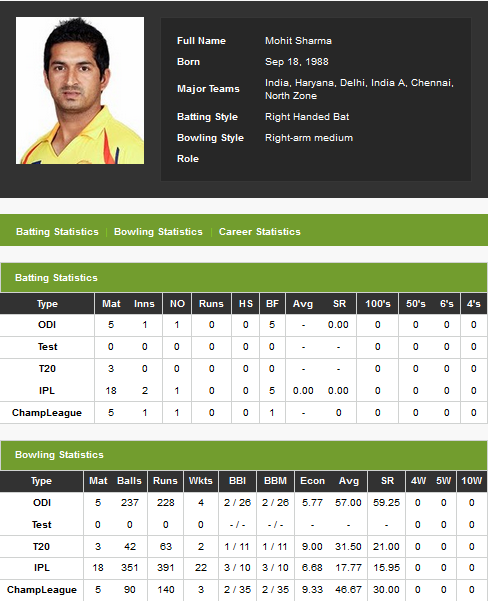 Full Name Mohit Sharma
Born Sep 18, 1988
Major Teams India, Haryana, Delhi, India A, Chennai,
North Zone
Batting Style Right Handed Bat
Bowling Style Right-arm medium
Role
Batting Statistics | Bowling Statistics | Career Statistics
Batting Statistics
Type Mat Inns NO Runs HS BF Avg SR 100's 50's 6's 4's
ODI 5 1 1 0 0 5 - 0.00 0 0 0 0
Test 0 0 0 0 0 0 - - 0 0 0 0
T20 3 0 0 0 0 0 - - 0 0 0 0
IPL 18 2 1 0 0 5 0.00 0.00 0 0 0 0
ChampLeague 5 1 1 0 0 1 - 0 0 0 0 0
Bowling Statistics
Type Mat Balls Runs Wkts BBI BBM Econ Avg SR 4W 5W 10W
ODI 5 237 228 4 2 / 26 2 / 26 5.77 57.00 59.25 0 0 0
Test 0 0 0 0 - / - - / - - - - 0 0 0
T20 3 42 63 2 1 / 11 1 / 11 9.00 31.50 21.00 0 0 0
IPL 18 351 391 22 3 / 10 3 / 10 6.68 17.77 15.95 0 0 0
ChampLeague 5 90 140 3 2 / 35 2 / 35 9.33 46.67 30.00 0 0 0